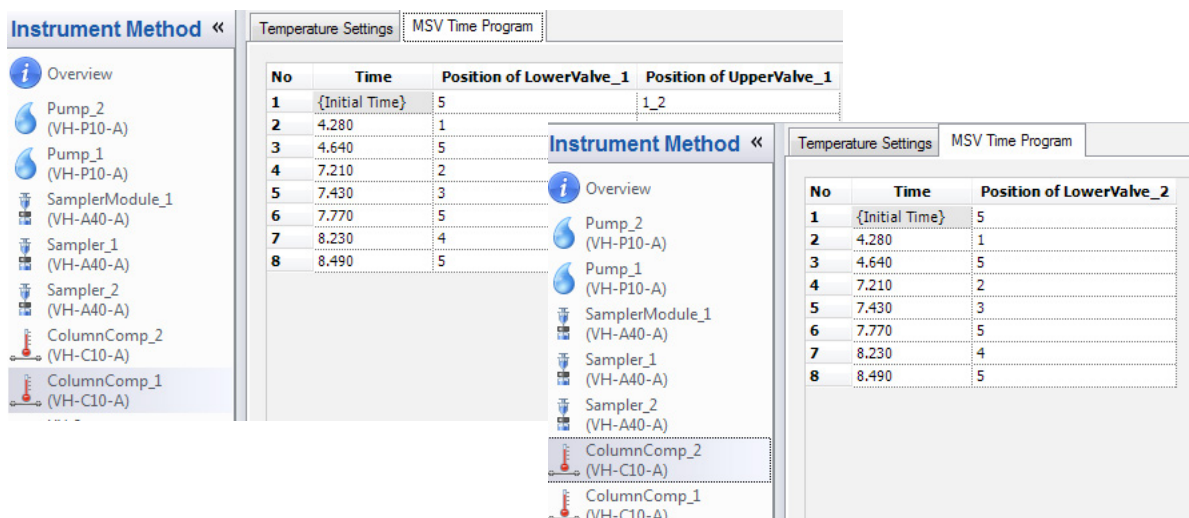 Instrument Method «
Overview
Pump_2
(VH-P10-A)
Pump_1
(VH-P10-A)
SamplerModule_1
(VH-A40-A)
Sampler_1
(VH-A40-A)
Sampler_2
(VH-A40-A)
ColumnComp_2
(VH-C10-A)
ColumnComp_1
(VH-C10-A)
Temperature Settings MSV Time Program
No Time Position of LowerValve_1 Position of UpperValve_1
1 {Initial Time} 5 1_2
2 4.280 1
3 4.640 5
4 7.210 2
5 7.430 3
6 7.770 5
7 8.230 4
8 8.490 5
Instrument Method «
Overview
Pump_2
(VH-P10-A)
Pump_1
(VH-P10-A)
SamplerModule_1
(VH-A40-A)
Sampler_1
(VH-A40-A)
Sampler_2
(VH-A40-A)
ColumnComp_2
(VH-C10-A)
ColumnComp_1
(VH-C10-A)
Temperature Settings MSV Time Program
No Time Position of LowerValve_2
1 {Initial Time} 5
2 4.280 1
3 4.640 5
4 7.210 2
5 7.430 3
6 7.770 5
7 8.230 4
8 8.490 5